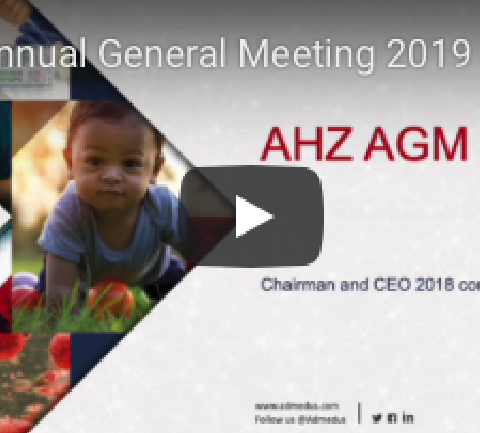 nnual General Meeting 2019
AHZ AGM
Chairman and CEO 2018 co
www.admedus.com
Follow us @Admedus